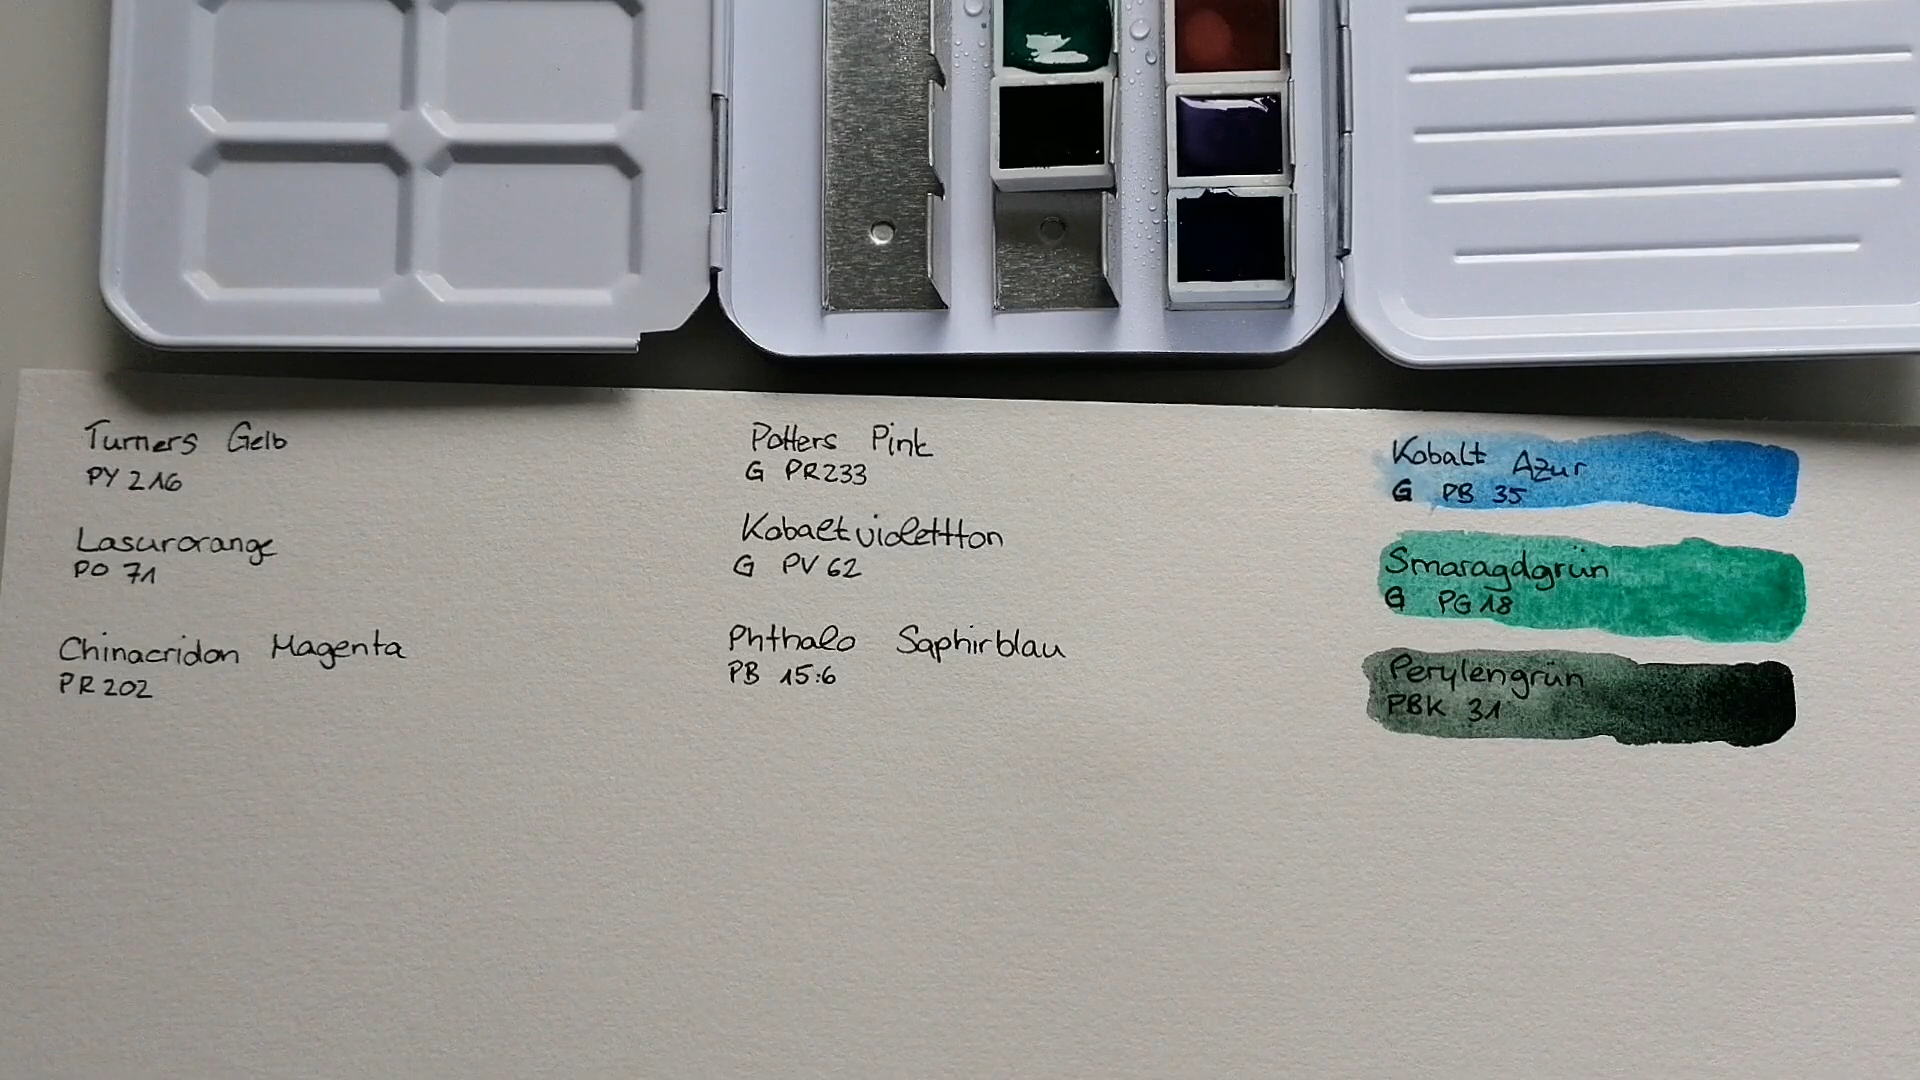 Turners Gelb
PY 216
Lasurorange
PO 71
Chinacridon Magenta
PR 202
Potters Pink
G PR233
Kobaltviolettton
G PV 62
Phthalo Saphirblau
PB 15:6
Kobalt Azur
G PB 35
Smaragdgrün
G PG 18
Perylengrün
PBK 31